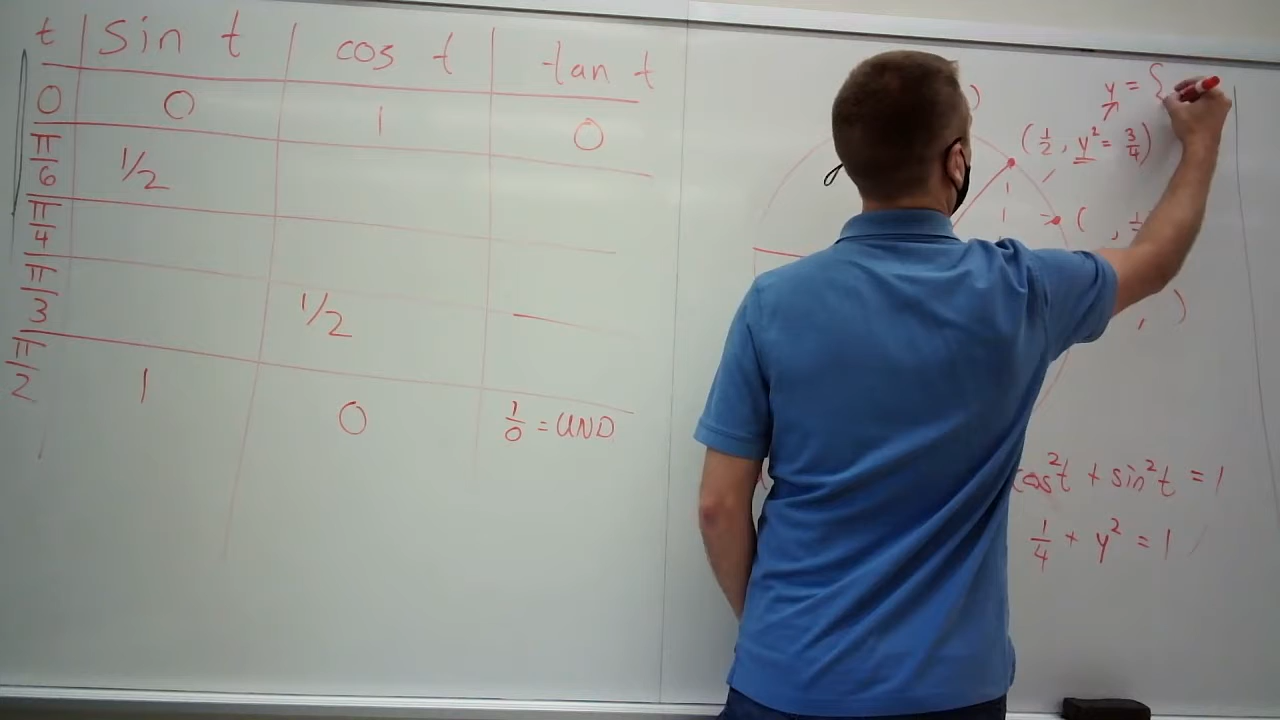 t sin t cos t tan t
0 0 1 0
π/6 1/2
π/4
π/3 1/2
π/2 1 0 1/0 = UND
y = {
)
(1/2, y² = 3/4)
( ,
, )
cos²t + sin²t = 1
1/4 + y² = 1